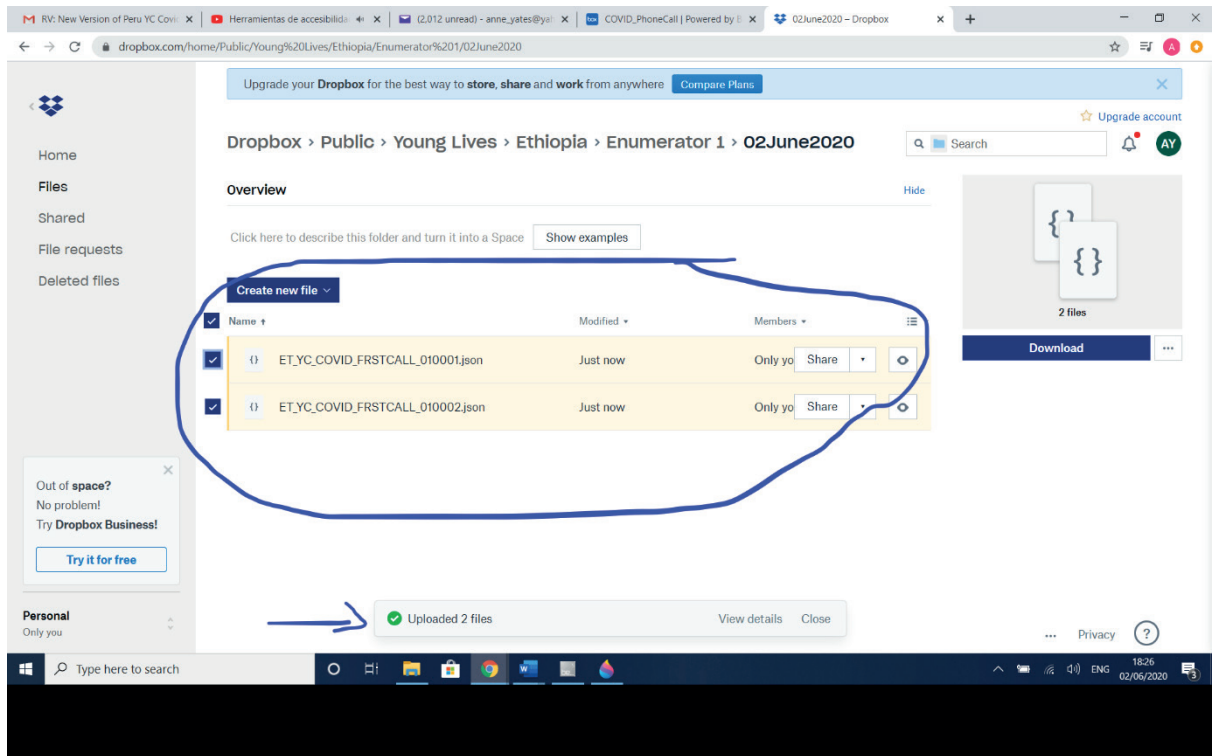 RV: New Version of Peru YC Covi
Herramientas de accesibilida
(2,012 unread) - anne_yates@yah
COVID_PhoneCall | Powered by B
02June2020 – Dropbox
dropbox.com/home/Public/Young%20Lives/Ethiopia/Enumerator%201/02June2020
A
Upgrade your Dropbox for the best way to store, share and work from anywhere Compare Plans
Upgrade account
Dropbox > Public > Young Lives > Ethiopia > Enumerator 1 > 02June2020
Search
AY
Home
Files
Shared
File requests
Deleted files
Overview
Hide
Click here to describe this folder and turn it into a Space Show examples
Create new file
Name Modified Members
{} ET_YC_COVID_FRSTCALL_010001.json Just now Only yo Share
{} ET_YC_COVID_FRSTCALL_010002.json Just now Only yo Share
{ }
{ }
2 files
Download
Out of space?
No problem!
Try Dropbox Business!
Try it for free
Personal
Only you
Uploaded 2 files View details Close
Privacy ?
Type here to search
ENG
18:26
02/06/2020
3